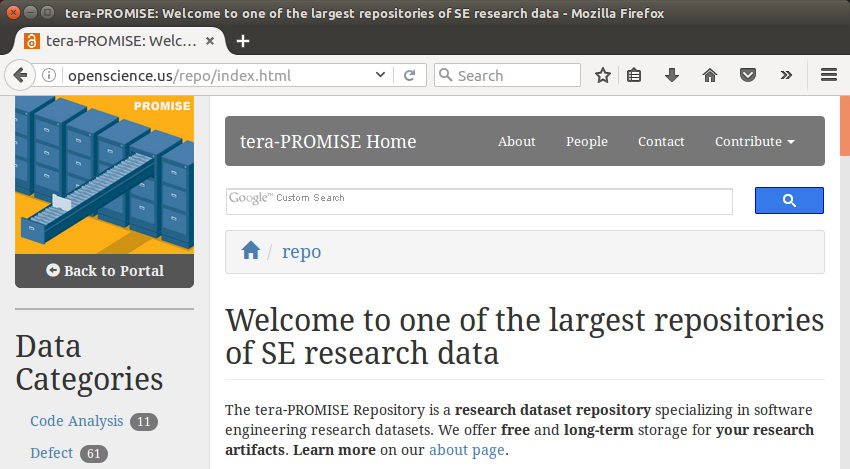 tera-PROMISE: Welcome to one of the largest repositories of SE research data - Mozilla Firefox
tera-PROMISE: Welc...
openscience.us/repo/index.html
Search
PROMISE
Back to Portal
Data
Categories
Code Analysis 11
Defect 61
tera-PROMISE Home
About People Contact Contribute
Google™ Custom Search
/ repo
Welcome to one of the largest repositories
of SE research data
The tera-PROMISE Repository is a research dataset repository specializing in software
engineering research datasets. We offer free and long-term storage for your research
artifacts. Learn more on our about page.